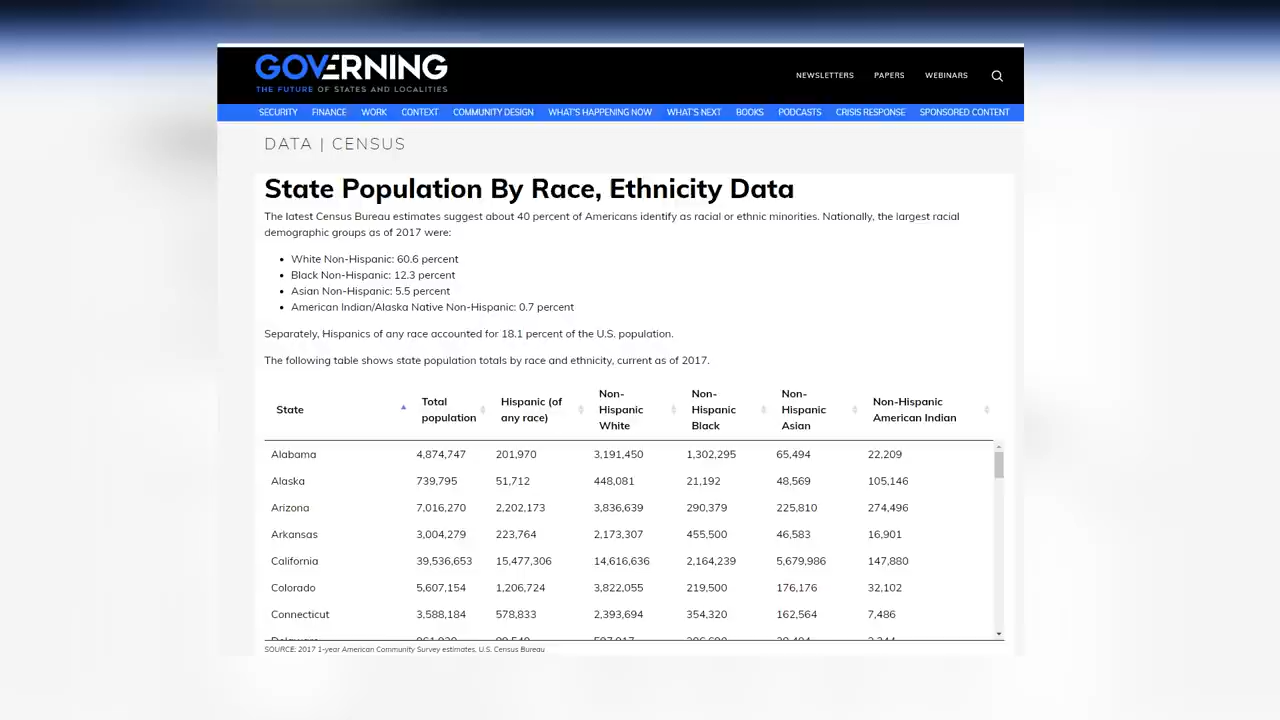 GOVERNING
THE FUTURE OF STATES AND LOCALITIES
NEWSLETTERS PAPERS WEBINARS
SECURITY FINANCE WORK CONTEXT COMMUNITY DESIGN WHAT'S HAPPENING NOW WHAT'S NEXT BOOKS PODCASTS CRISIS RESPONSE SPONSORED CONTENT
DATA | CENSUS
State Population By Race, Ethnicity Data
The latest Census Bureau estimates suggest about 40 percent of Americans identify as racial or ethnic minorities. Nationally, the largest racial
demographic groups as of 2017 were:
• White Non-Hispanic: 60.6 percent
• Black Non-Hispanic: 12.3 percent
• Asian Non-Hispanic: 5.5 percent
• American Indian/Alaska Native Non-Hispanic: 0.7 percent
Separately, Hispanics of any race accounted for 18.1 percent of the U.S. population.
The following table shows state population totals by race and ethnicity, current as of 2017.
State Total population Hispanic (of any race) Non-Hispanic White Non-Hispanic Black Non-Hispanic Asian Non-Hispanic American Indian
Alabama 4,874,747 201,970 3,191,450 1,302,295 65,494 22,209
Alaska 739,795 51,712 448,081 21,192 48,569 105,146
Arizona 7,016,270 2,202,173 3,836,639 290,379 225,810 274,496
Arkansas 3,004,279 223,764 2,173,307 455,500 46,583 16,901
California 39,536,653 15,477,306 14,616,636 2,164,239 5,679,986 147,880
Colorado 5,607,154 1,206,724 3,822,055 219,500 176,176 32,102
Connecticut 3,588,184 578,833 2,393,694 354,320 162,564 7,486
Delaware
SOURCE: 2017 1-year American Community Survey estimates, U.S. Census Bureau